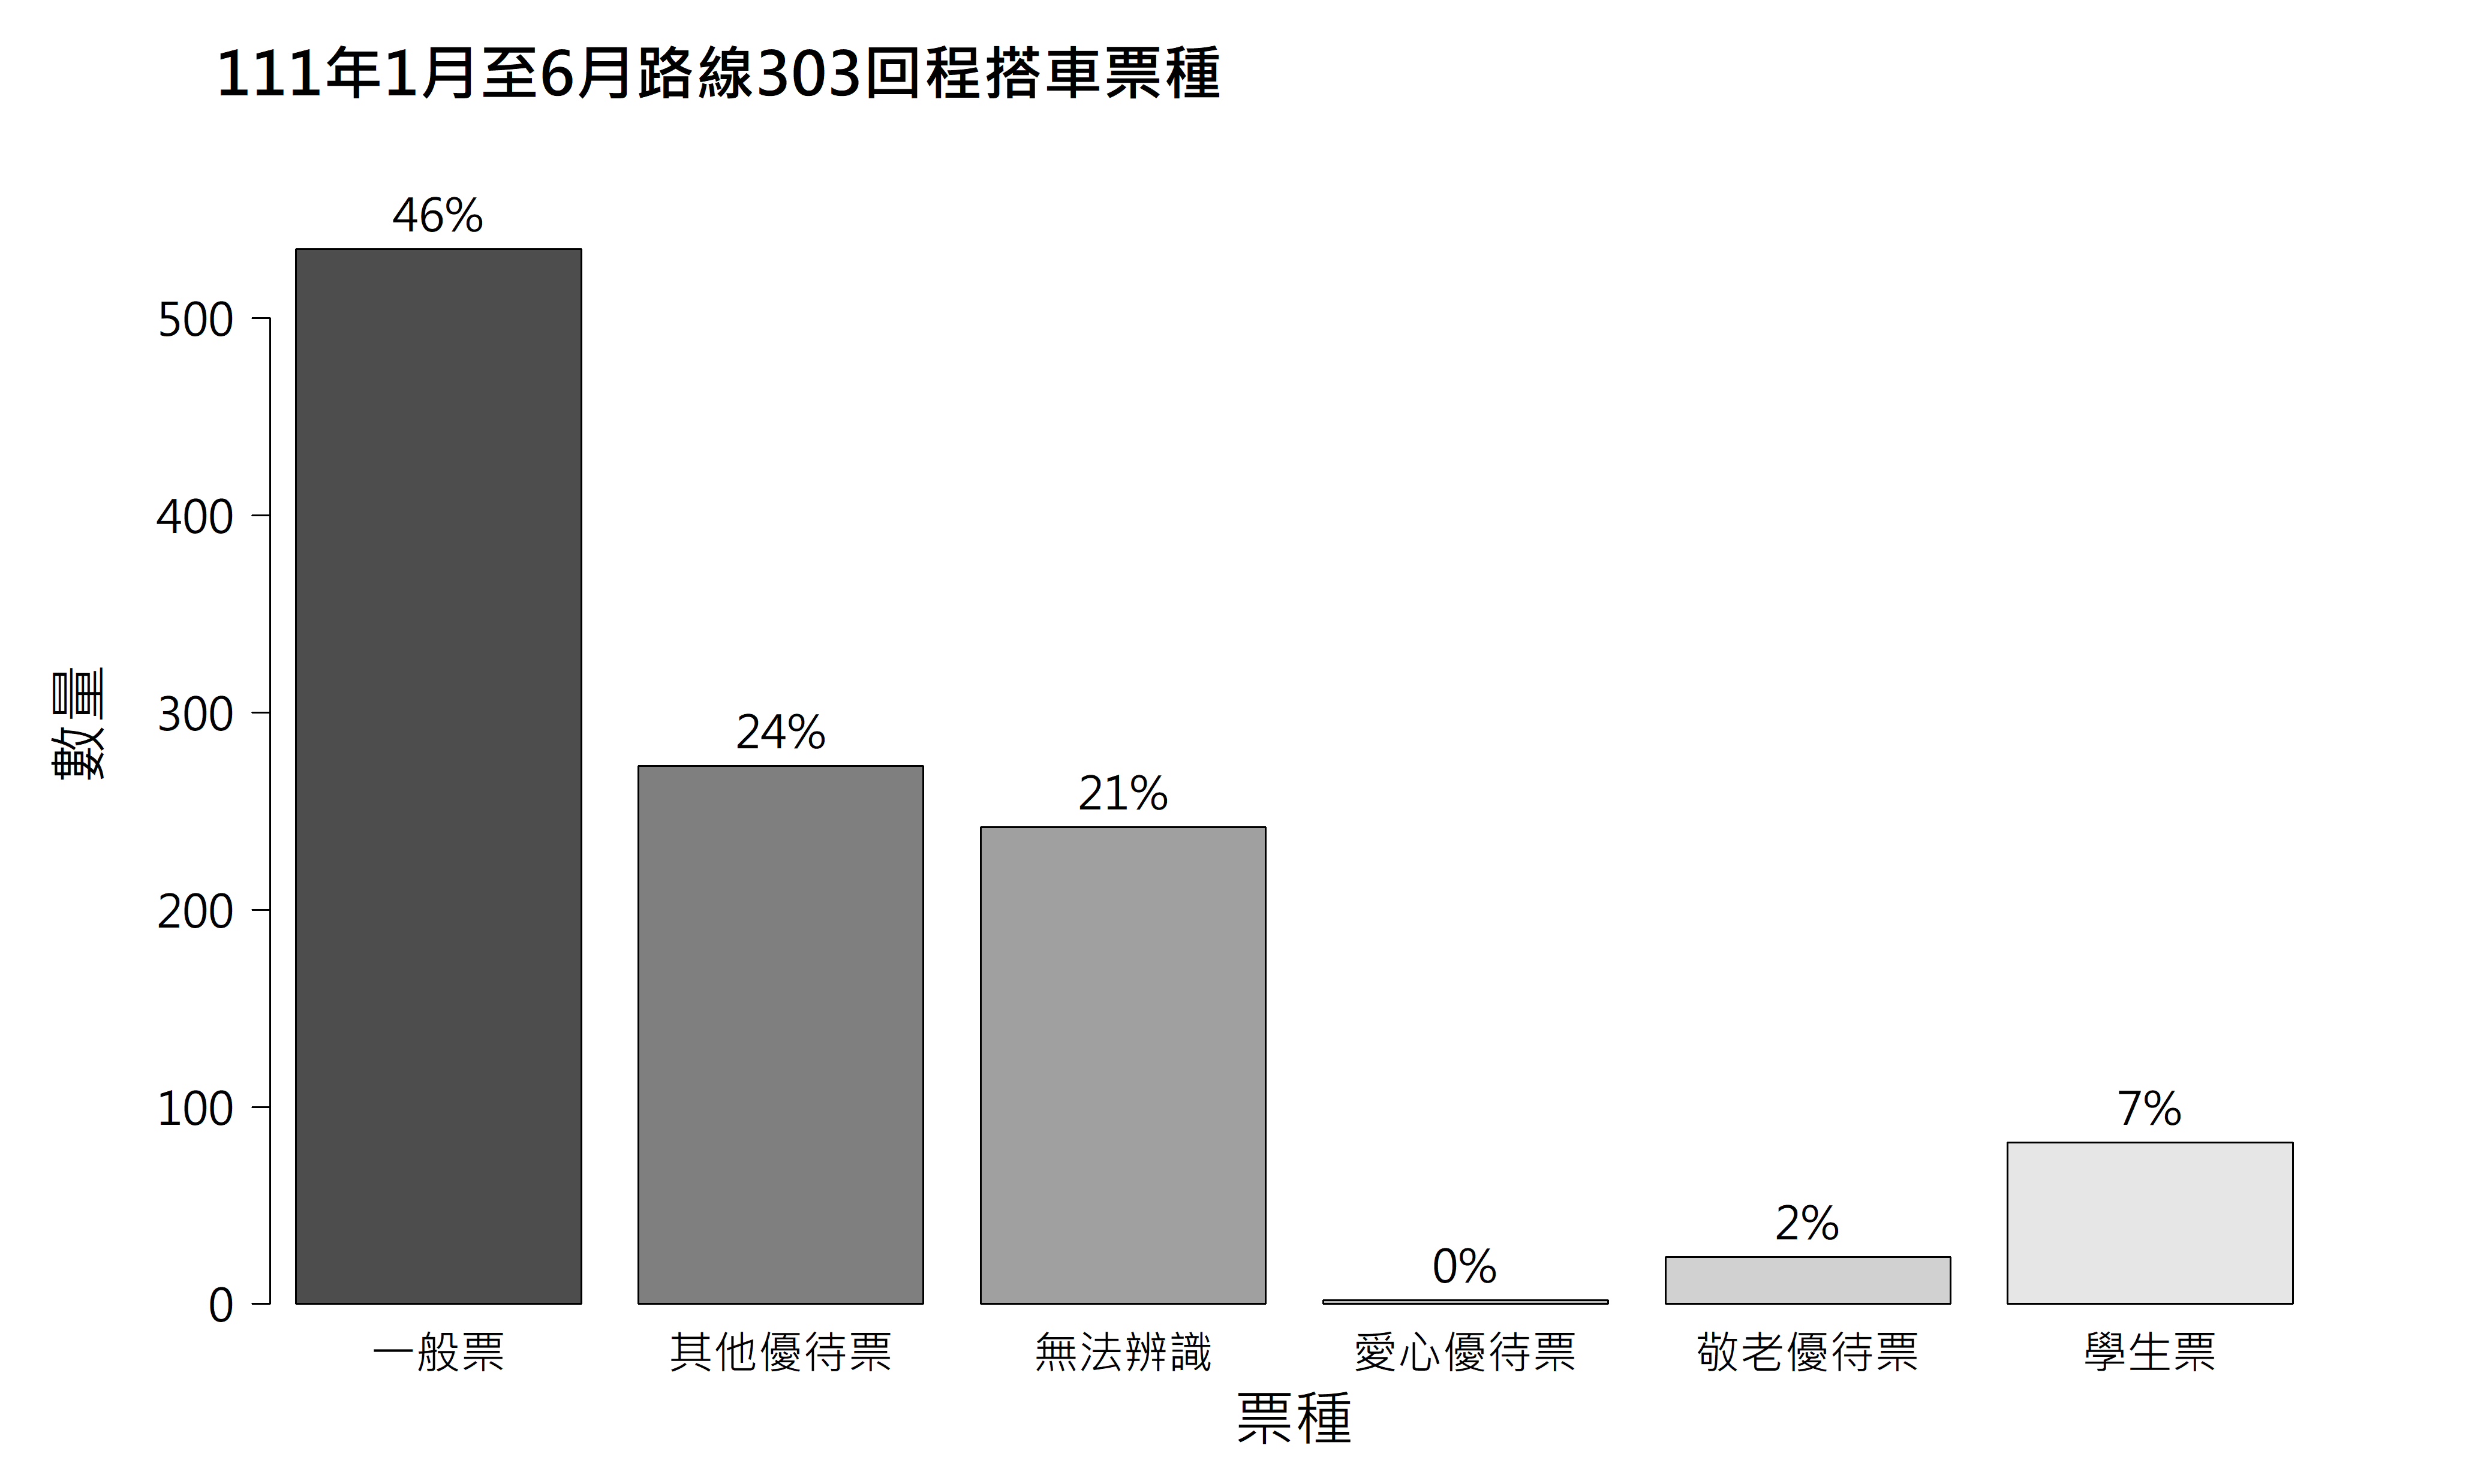 111年1月至6月路線303回程搭車票種
數量
500
400
300
200
100
0
46%
24%
21%
0%
2%
7%
一般票
其他優待票
無法辨識
愛心優待票
敬老優待票
學生票
票種